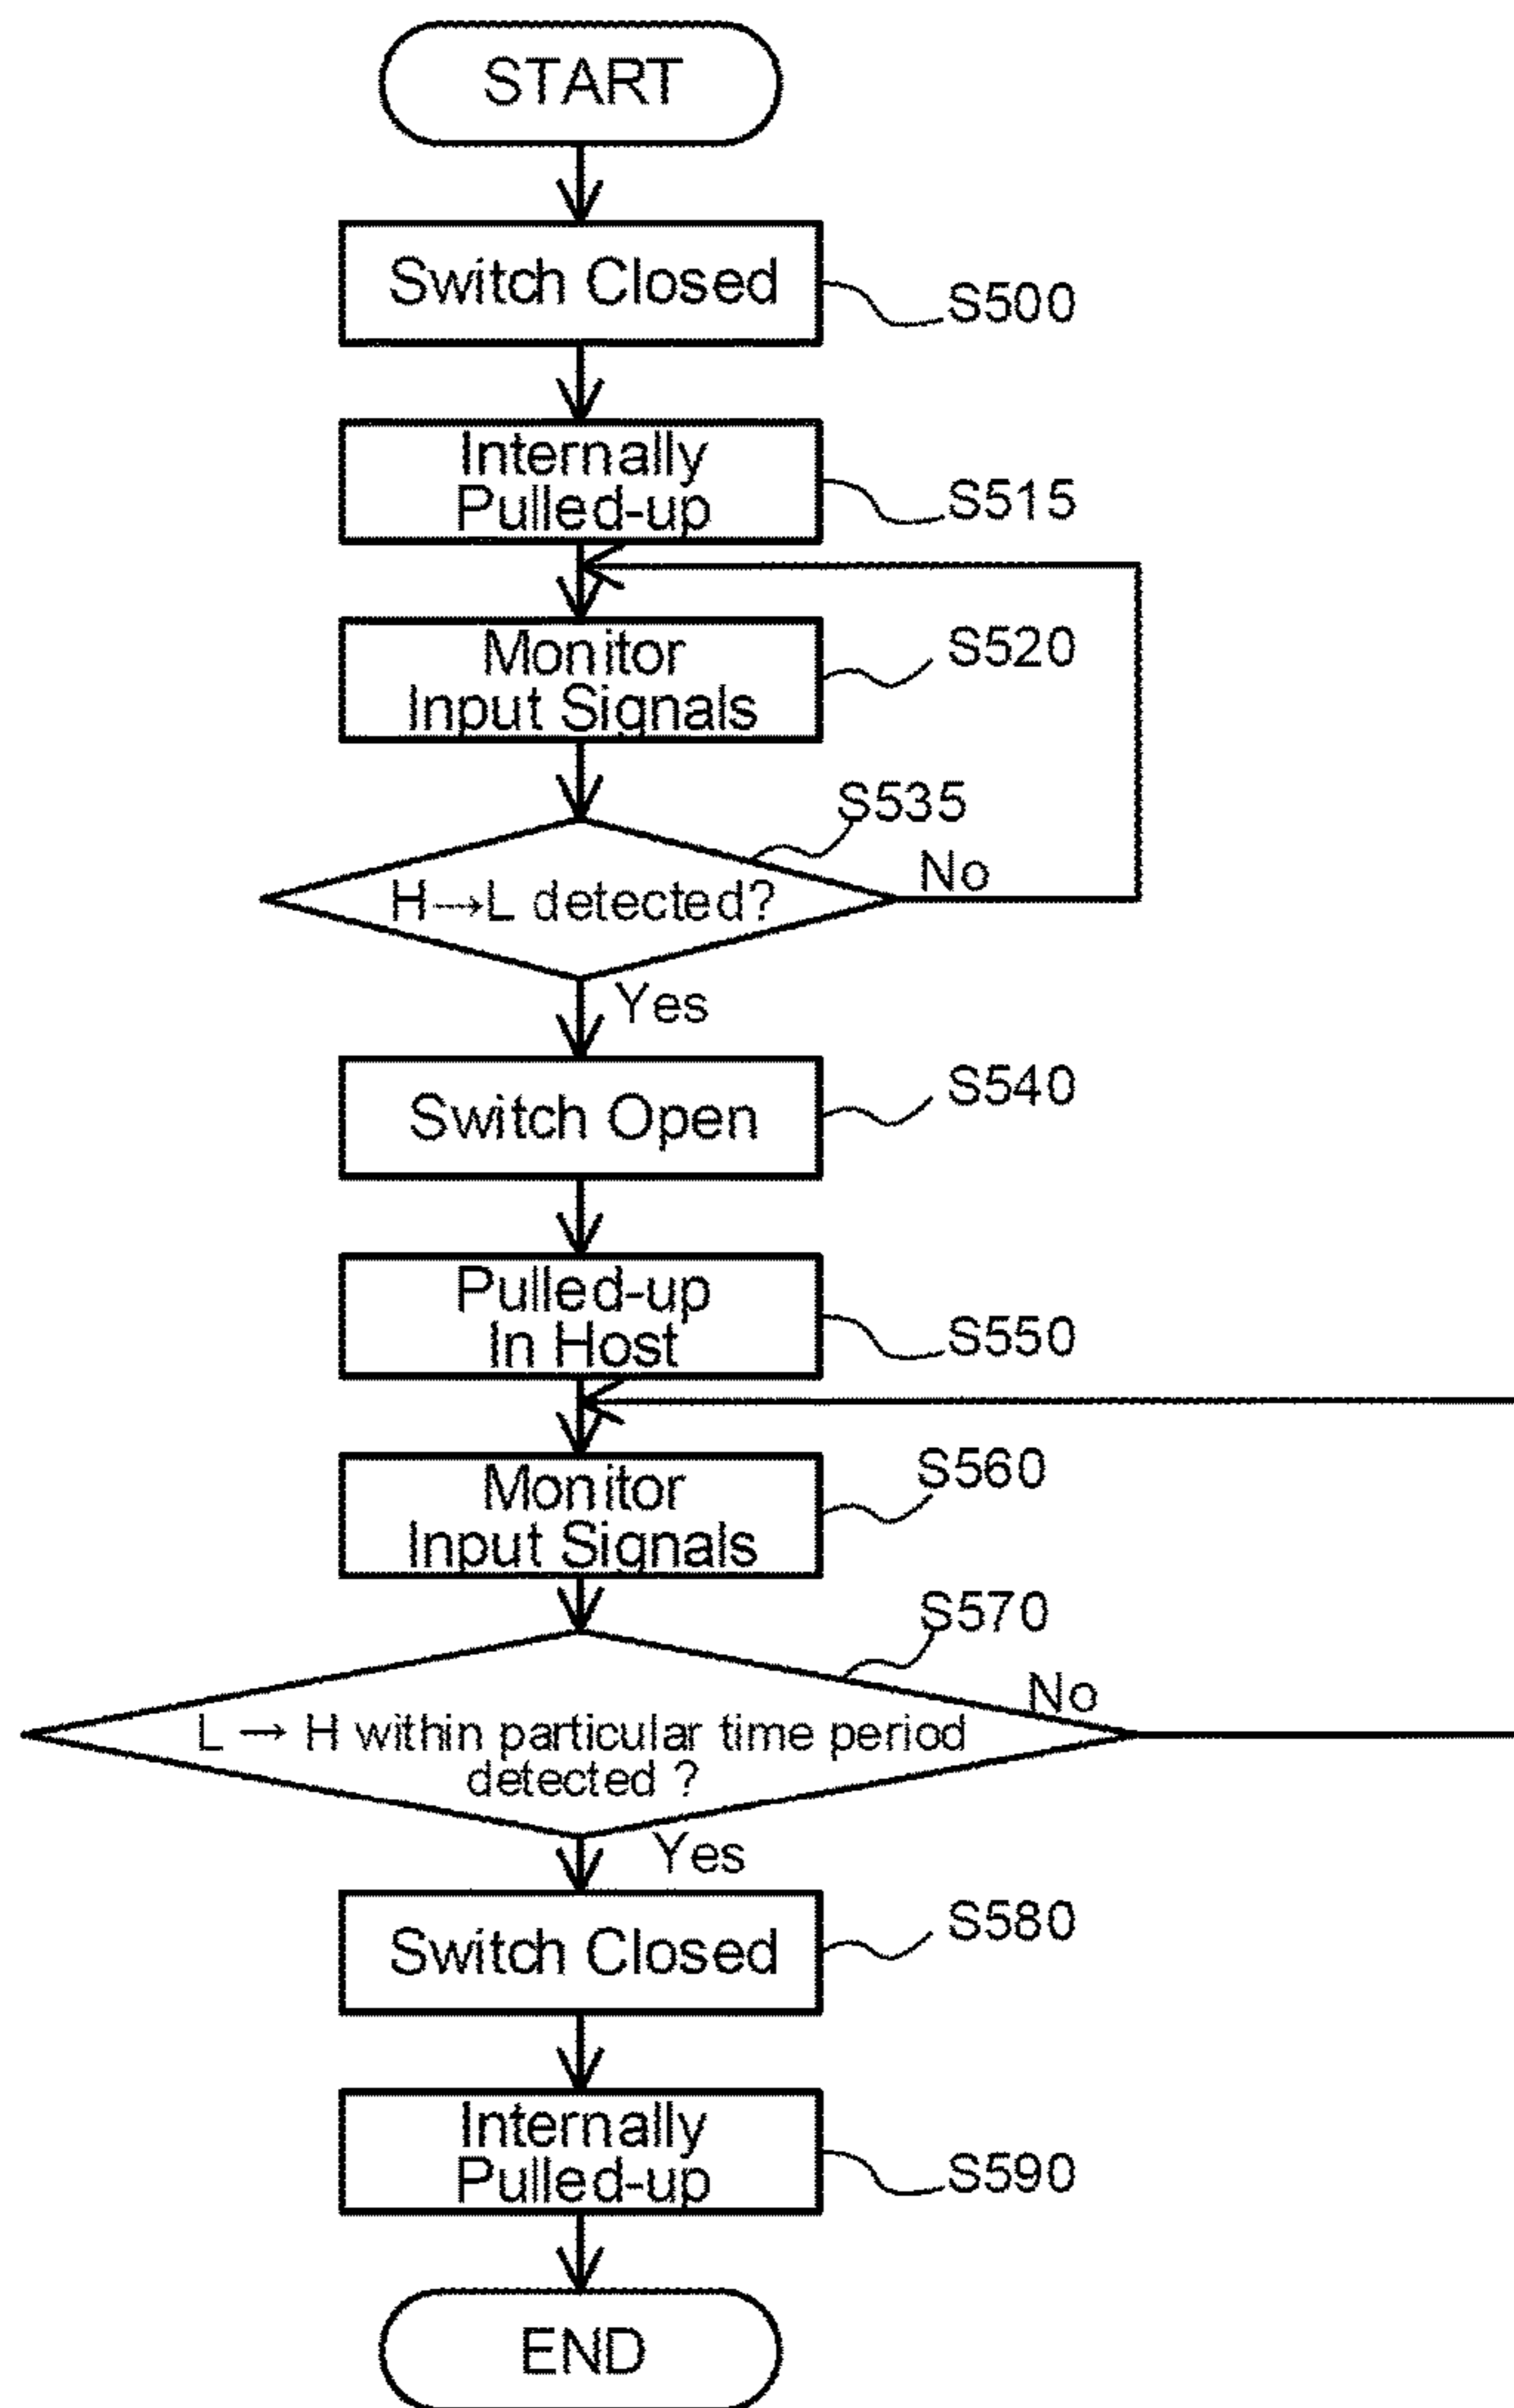 START
Switch Closed
S500
Internally
Pulled-up
S515
Monitor
Input Signals
S520
S535
H→L detected?
No
Yes
Switch Open
S540
Pulled-up
In Host
S550
Monitor
Input Signals
S560
S570
No
L → H within particular time period
detected ?
Yes
Switch Closed
S580
Internally
Pulled-up
S590
END